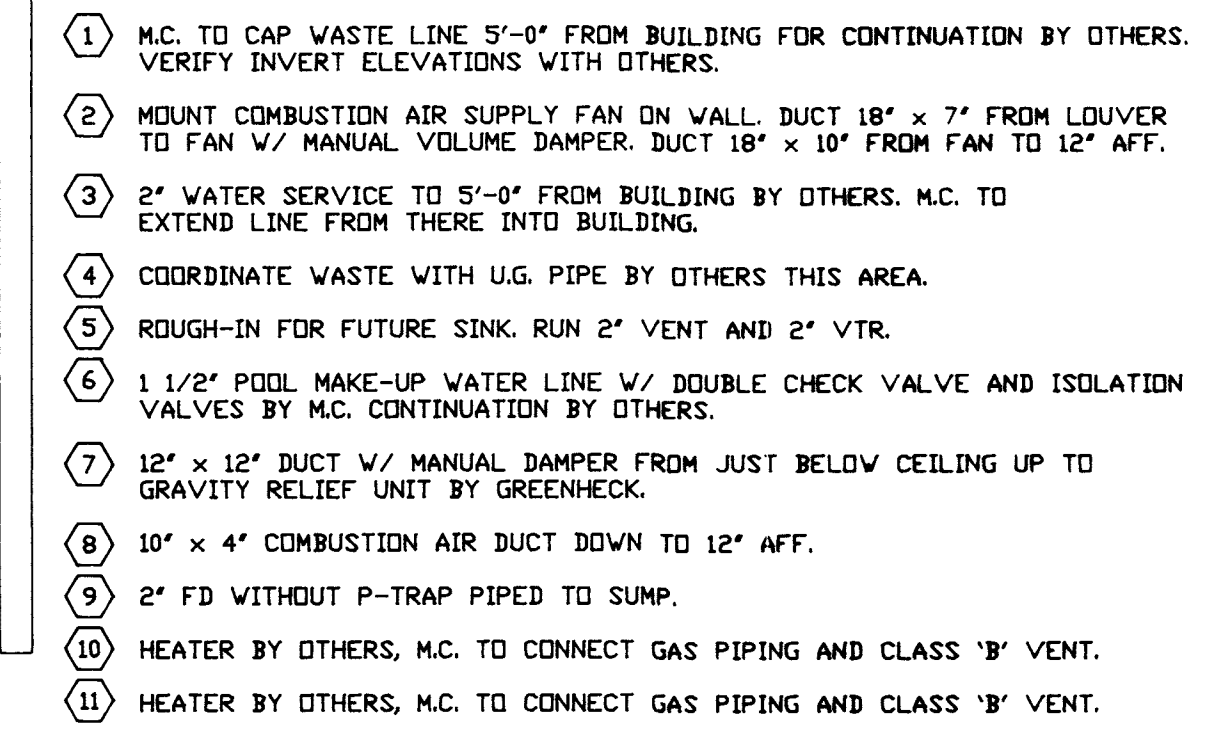 1 M.C. TO CAP WASTE LINE 5'-0" FROM BUILDING FOR CONTINUATION BY OTHERS.
VERIFY INVERT ELEVATIONS WITH OTHERS.
2 MOUNT COMBUSTION AIR SUPPLY FAN ON WALL. DUCT 18" x 7" FROM LOUVER
TO FAN W/ MANUAL VOLUME DAMPER. DUCT 18" x 10" FROM FAN TO 12" AFF.
3 2" WATER SERVICE TO 5'-0" FROM BUILDING BY OTHERS. M.C. TO
EXTEND LINE FROM THERE INTO BUILDING.
4 COORDINATE WASTE WITH U.G. PIPE BY OTHERS THIS AREA.
5 ROUGH-IN FOR FUTURE SINK. RUN 2" VENT AND 2" VTR.
6 1 1/2" POOL MAKE-UP WATER LINE W/ DOUBLE CHECK VALVE AND ISOLATION
VALVES BY M.C. CONTINUATION BY OTHERS.
7 12" x 12" DUCT W/ MANUAL DAMPER FROM JUST BELOW CEILING UP TO
GRAVITY RELIEF UNIT BY GREENHECK.
8 10" x 4" COMBUSTION AIR DUCT DOWN TO 12" AFF.
9 2" FD WITHOUT P-TRAP PIPED TO SUMP.
10 HEATER BY OTHERS, M.C. TO CONNECT GAS PIPING AND CLASS 'B' VENT.
11 HEATER BY OTHERS, M.C. TO CONNECT GAS PIPING AND CLASS 'B' VENT.